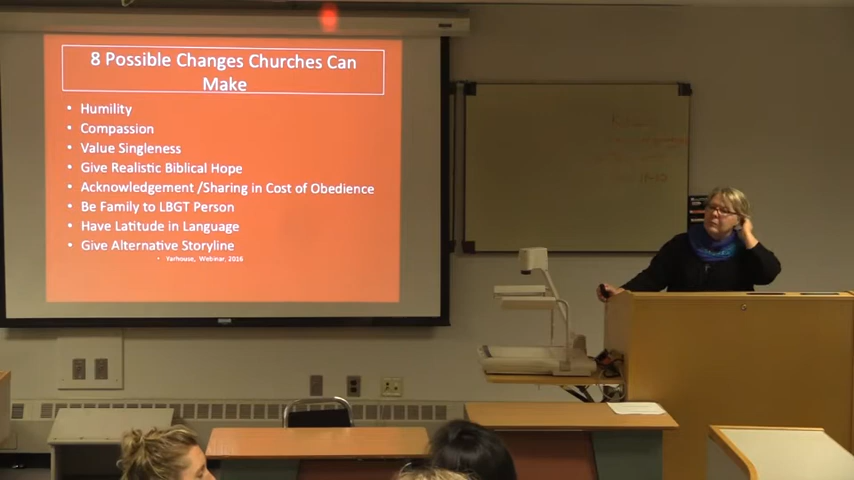 8 Possible Changes Churches Can
Make
• Humility
• Compassion
• Value Singleness
• Give Realistic Biblical Hope
• Acknowledgement /Sharing in Cost of Obedience
• Be Family to LBGT Person
• Have Latitude in Language
• Give Alternative Storyline
• Yarhouse, Webinar, 2016